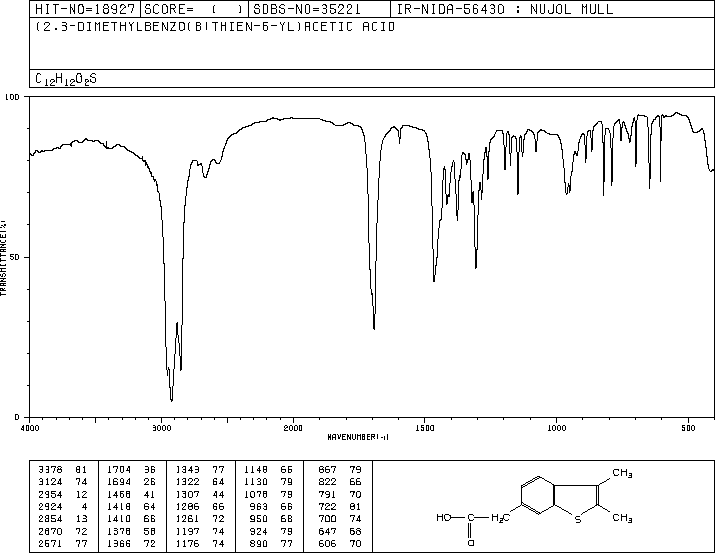 HIT-NO=18927 SCORE= ( ) SDBS-NO=35221 IR-NIDA-56430 : NUJOL MULL
(2,3-DIMETHYLBENZO(B)THIEN-6-YL)ACETIC ACID
C12H12O2S
100
50
0
TRANSMITTANCE(%)
4000 3000 2000 1500 1000 500
WAVENUMBER(-1)
3378 81 1704 36 1343 77 1148 66 867 79
3124 74 1694 26 1322 64 1130 79 822 66
2954 12 1468 41 1307 44 1078 79 791 70
2924 4 1418 64 1286 66 963 66 722 81
2854 13 1410 66 1261 72 950 68 700 74
2670 72 1378 58 1197 74 924 79 647 68
2571 77 1366 72 1176 74 890 77 606 70
CH3
HO C H2C S CH3
O